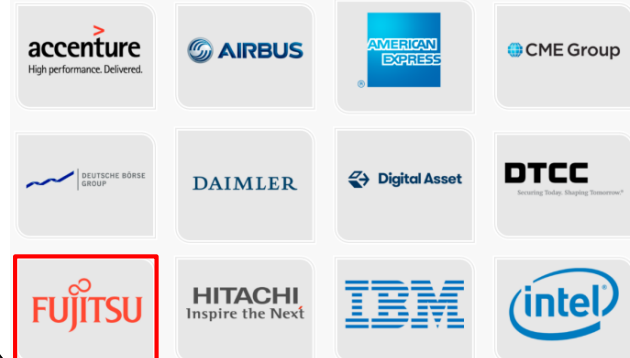 accenture
High performance. Delivered.
AIRBUS
AMERICAN
EXPRESS
®
CME Group
DEUTSCHE BÖRSE
GROUP
DAIMLER
Digital Asset
DTCC
Securing Today. Shaping Tomorrow.®
FUJITSU
HITACHI
Inspire the Next
IBM
intel